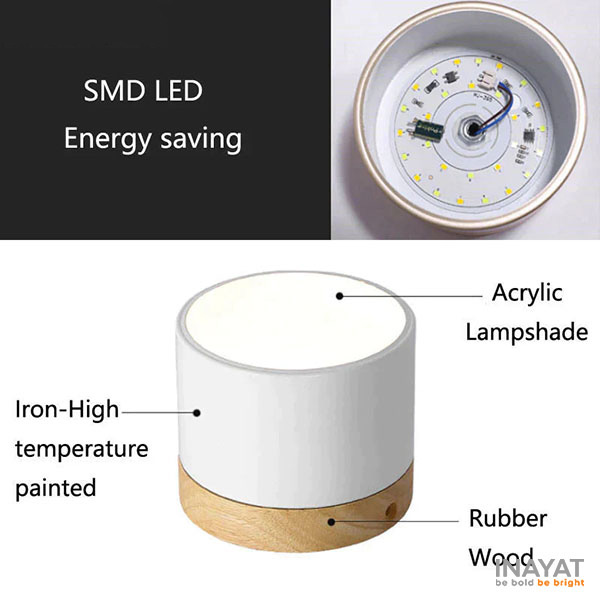 SMD LED
Energy saving
Acrylic
Lampshade
Iron-High
temperature
painted
Rubber
Wood
INAYAT
be bold be bright